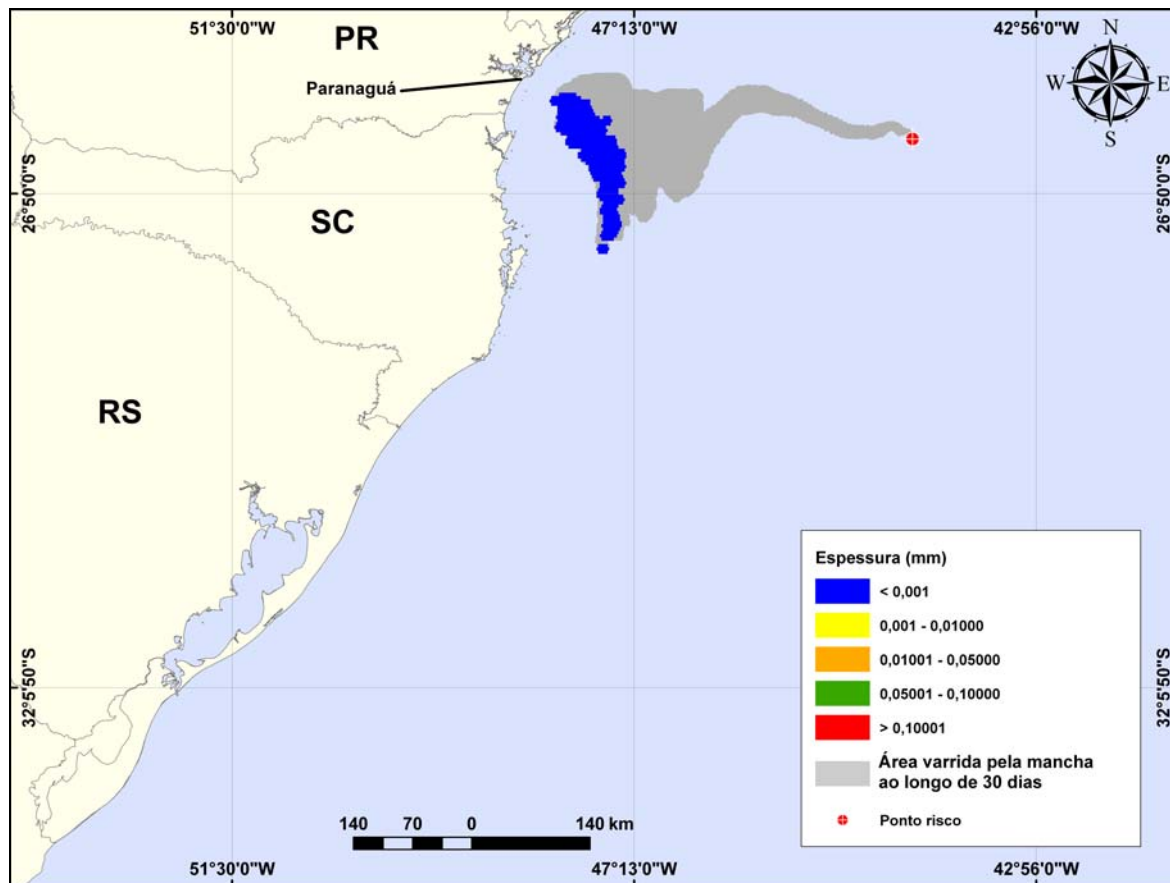 51°30'0"W
47°13'0"W
42°56'0"W
PR
N
W
E
S
Paranaguá
26°50'0"S
26°50'0"S
SC
RS
Espessura (mm)
< 0,001
0,001 - 0,01000
0,01001 - 0,05000
0,05001 - 0,10000
> 0,10001
Área varrida pela mancha
ao longo de 30 dias
Ponto risco
32°5'50"S
32°5'50"S
140 70 0 140 km
51°30'0"W
47°13'0"W
42°56'0"W